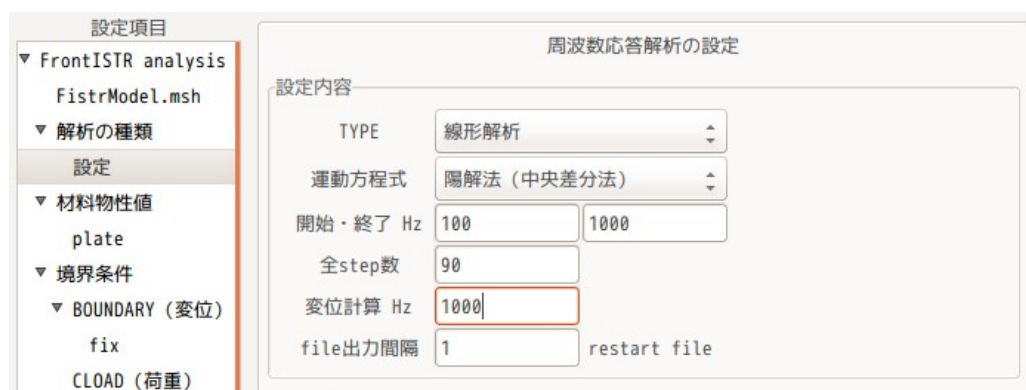 設定項目
▼ FrontISTR analysis
FistrModel.msh
▼ 解析の種類
設定
▼ 材料物性値
plate
▼ 境界条件
▼ BOUNDARY (変位)
fix
CLOAD (荷重)
周波数応答解析の設定
設定内容
TYPE 線形解析
運動方程式 陽解法 (中央差分法)
開始・終了 Hz 100 1000
全step数 90
変位計算 Hz 1000
file出力間隔 1 restart file